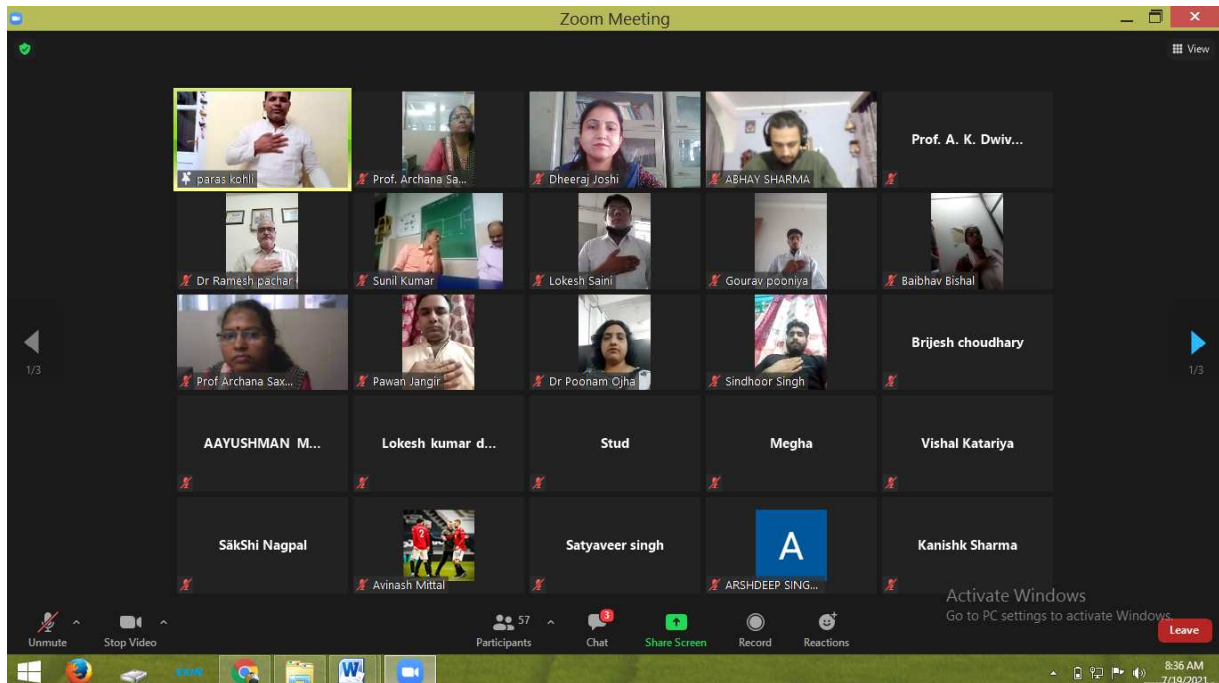 Zoom Meeting
View
paras kohli
Prof. Archana Sa...
Dheeraj Joshi
ABHAY SHARMA
Prof. A. K. Dwiv...
Dr Ramesh pachar
Sunil Kumar
Lokesh Saini
Gourav pooniya
Baibhav Bishal
Prof Archana Sax...
Pawan Jangir
Dr Poonam Ojha
Sindhoor Singh
Brijesh choudhary
1/3
1/3
AAYUSHMAN M...
Lokesh kumar d...
Stud
Megha
Vishal Katariya
SäkShi Nagpal
Avinash Mittal
Satyaveer singh
A
ARSHDEEP SING...
Kanishk Sharma
Activate Windows
Go to PC settings to activate Windows.
Unmute
Stop Video
57
Participants
3
Chat
Share Screen
Record
Reactions
Leave
8:36 AM
7/19/2021